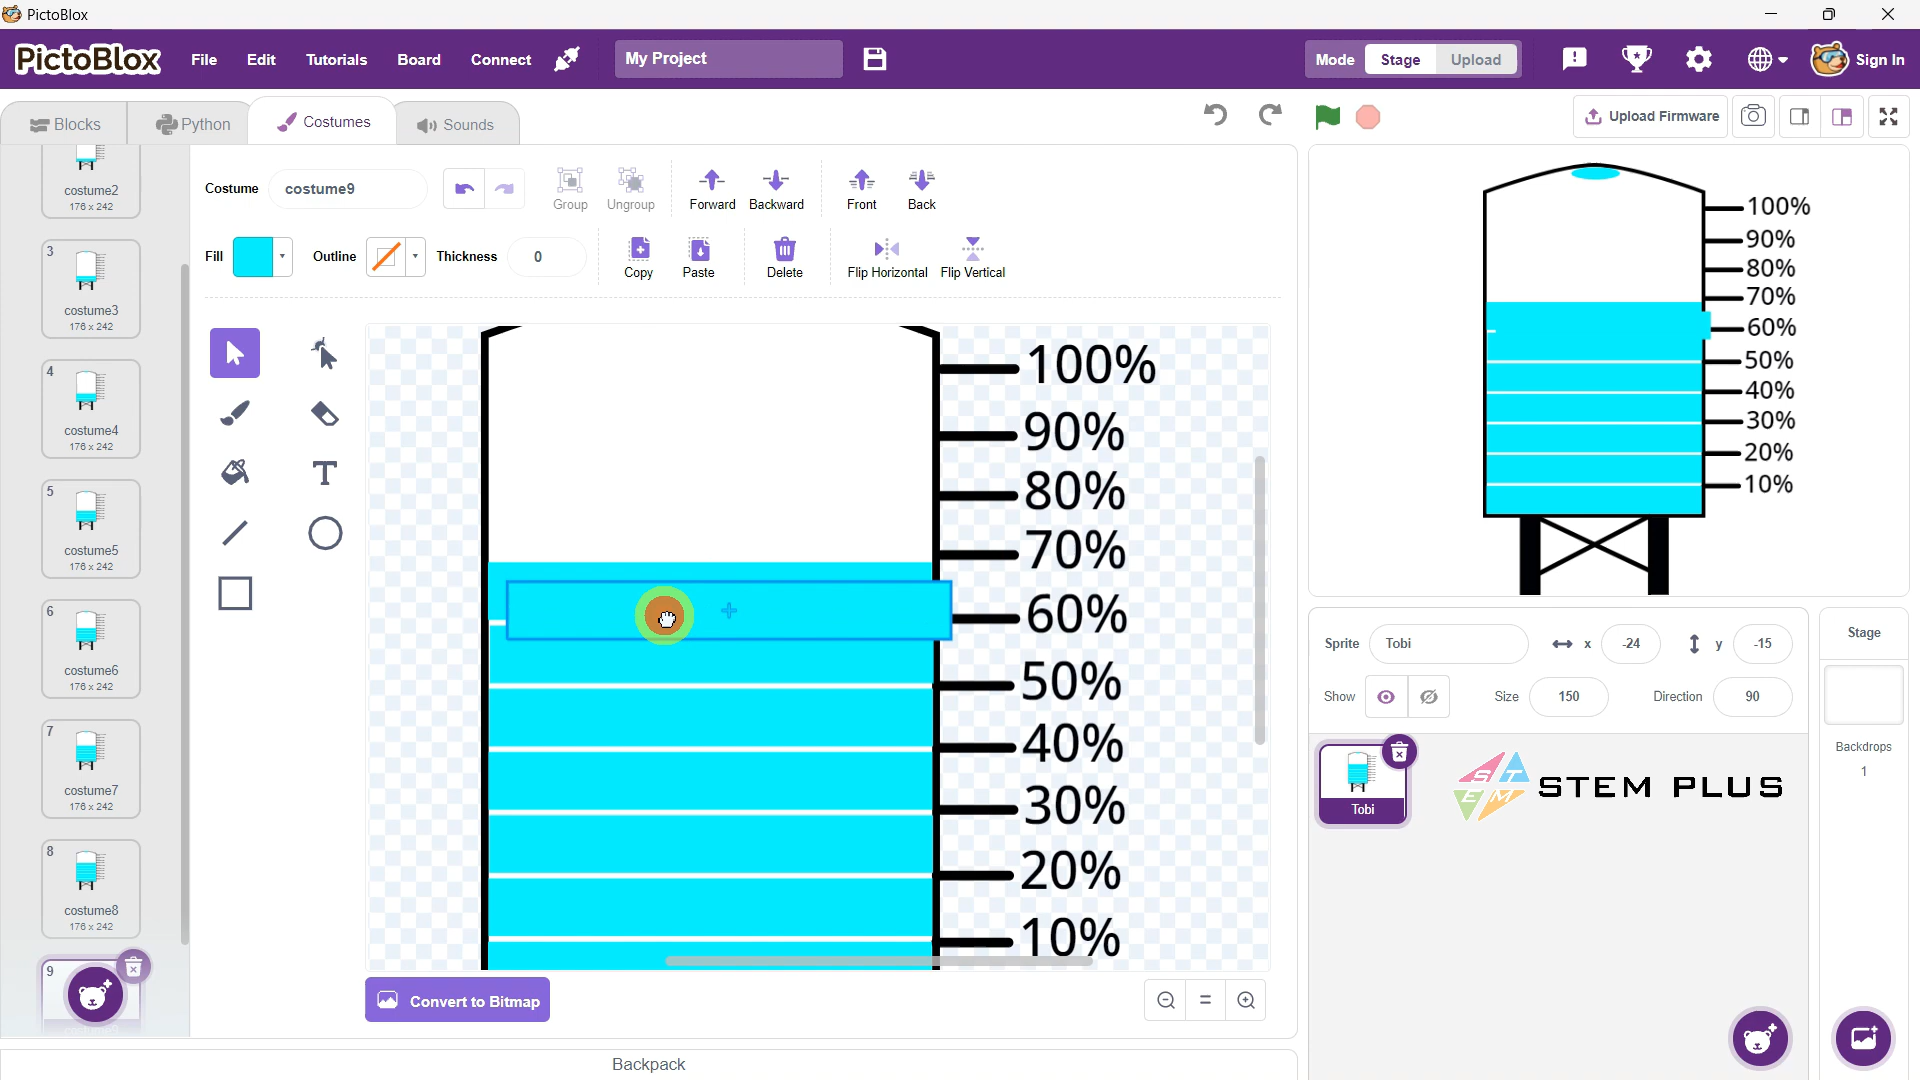 PictoBlox
PictoBlox File Edit Tutorials Board Connect My Project Mode Stage Upload Sign In
Blocks Python Costumes Sounds Upload Firmware
Costume costume9 Group Ungroup Forward Backward Front Back
Fill Outline Thickness 0 Copy Paste Delete Flip Horizontal Flip Vertical
costume2
176 x 242
3
costume3
176 x 242
4
costume4
176 x 242
5
costume5
176 x 242
6
costume6
176 x 242
7
costume7
176 x 242
8
costume8
176 x 242
9
T
100%
90%
80%
70%
60%
50%
40%
30%
20%
10%
Convert to Bitmap
Backpack
100%
90%
80%
70%
60%
50%
40%
30%
20%
10%
Sprite Tobi x -24 y -15
Show Size 150 Direction 90
Tobi
STEM STEM PLUS
Stage
Backdrops
1